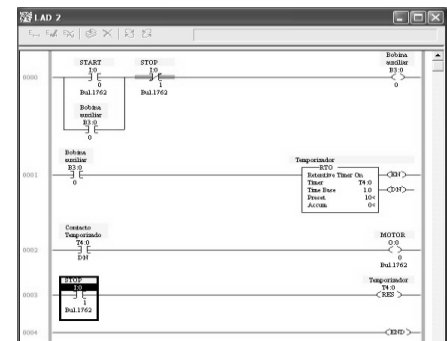 LAD 2
START
STOP
Bobina
auxiliar
0000
I:0
I:0
B3:0
0
1
0
Bul.1762
Bul.1762
Bobina
auxiliar
B3:0
0
Bobina
auxiliar
Temporizador
0001
B3:0
RTO
0
Retentive Timer On
EN
Timer T4:0
Time Base 1.0
DN
Preset 10<
Accum 0<
Contacto
Temporizado
MOTOR
0002
T4:0
O:0
DN
0
Bul.1762
STOP
Temporizador
0003
I:0
T4:0
RES
1
Bul.1762
0004
END